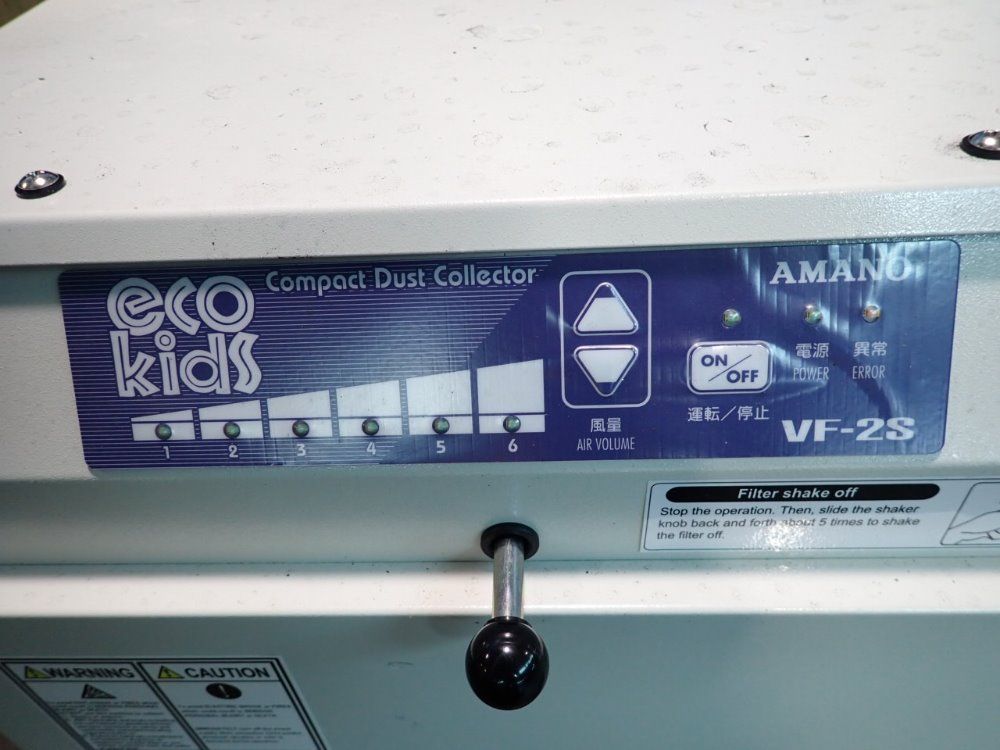 eco
kids
Compact Dust Collector
AMANO
1 2 3 4 5 6
風量
AIR VOLUME
ON/OFF
運転/停止
電源
POWER
異常
ERROR
VF-2S
Filter shake off
Stop the operation. Then, slide the shaker
knob back and forth about 5 times to shake
the filter off.
WARNING
CAUTION